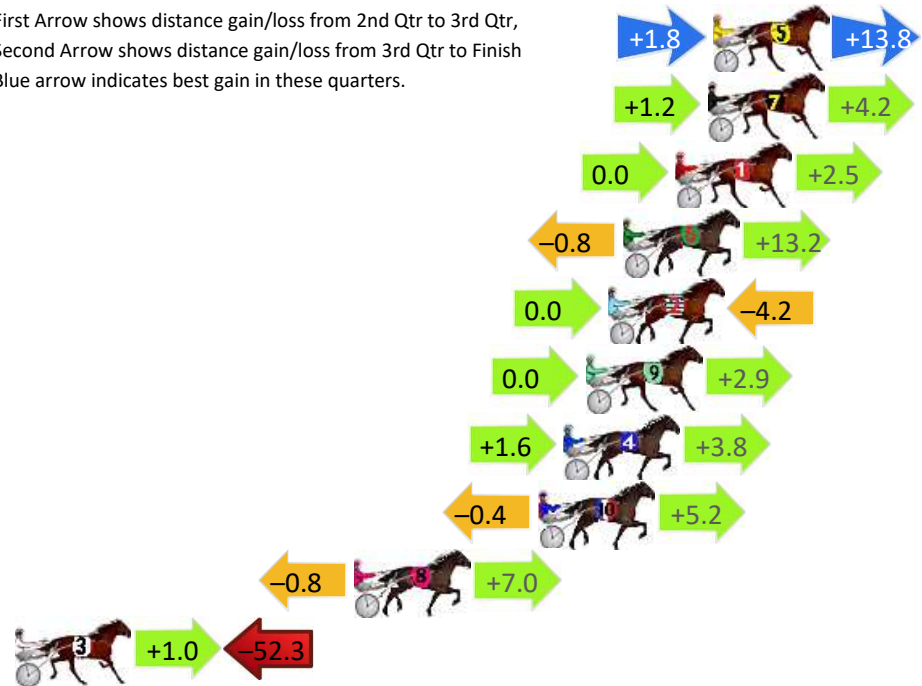 First Arrow shows distance gain/loss from 2nd Qtr to 3rd Qtr,
Second Arrow shows distance gain/loss from 3rd Qtr to Finish
Blue arrow indicates best gain in these quarters.
+1.8 5 +13.8
+1.2 7 +4.2
0.0 1 +2.5
−0.8 6 +13.2
0.0 2 −4.2
0.0 9 +2.9
+1.6 4 +3.8
−0.4 10 +5.2
−0.8 8 +7.0
3 +1.0 −52.3